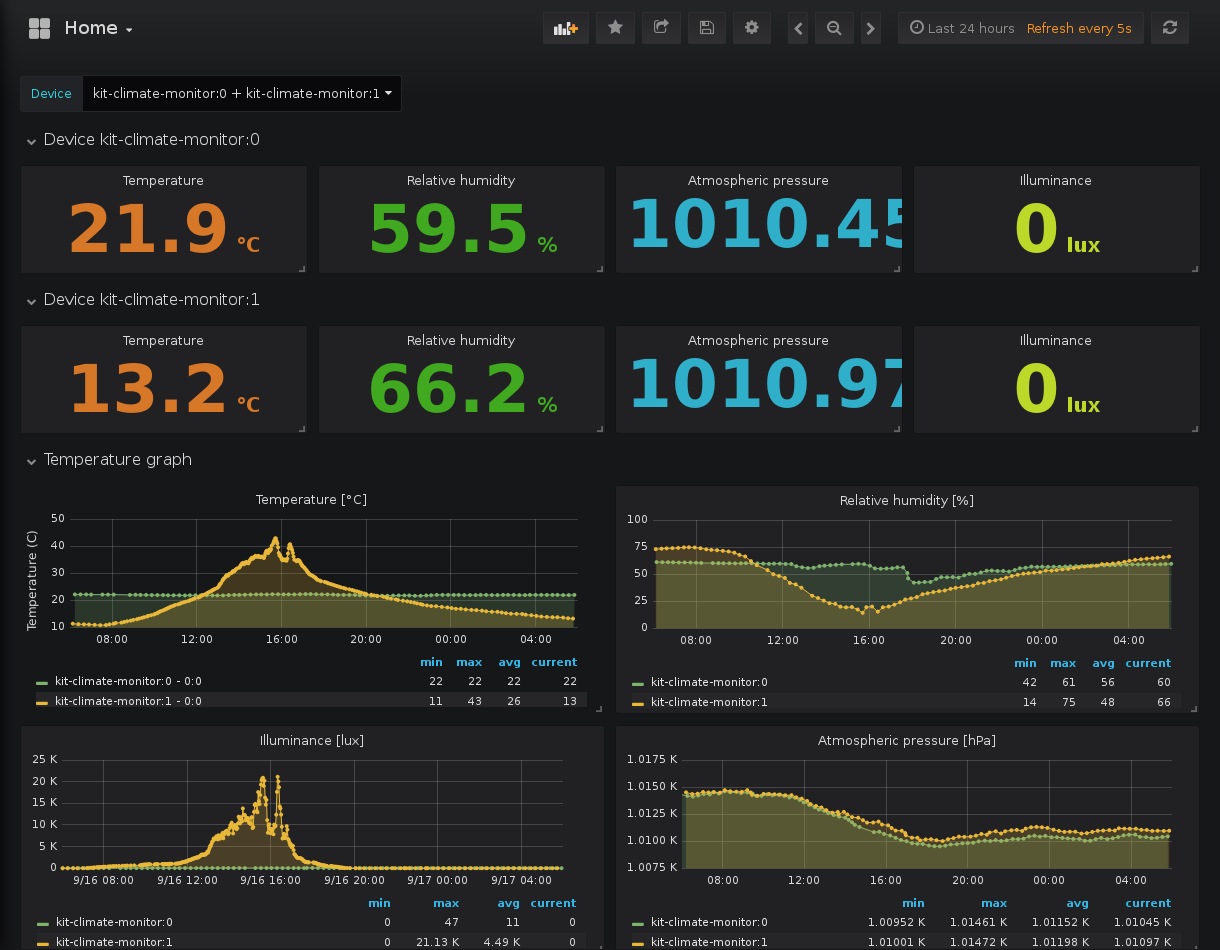 Home
Last 24 hours Refresh every 5s
Device kit-climate-monitor:0 + kit-climate-monitor:1
Device kit-climate-monitor:0
Temperature
21.9 °C
Relative humidity
59.5 %
Atmospheric pressure
1010.45
Illuminance
0 lux
Device kit-climate-monitor:1
Temperature
13.2 °C
Relative humidity
66.2 %
Atmospheric pressure
1010.97
Illuminance
0 lux
Temperature graph
Temperature [°C]
Temperature (C)
50
40
30
20
10
08:00 12:00 16:00 20:00 00:00 04:00
min max avg current
kit-climate-monitor:0 - 0:0 22 22 22 22
kit-climate-monitor:1 - 0:0 11 43 26 13
Relative humidity [%]
100
75
50
25
0
08:00 12:00 16:00 20:00 00:00 04:00
min max avg current
kit-climate-monitor:0 42 61 56 60
kit-climate-monitor:1 14 75 48 66
Illuminance [lux]
25 K
20 K
15 K
10 K
5 K
0
9/16 08:00 9/16 12:00 9/16 16:00 9/16 20:00 9/17 00:00 9/17 04:00
min max avg current
kit-climate-monitor:0 0 47 11 0
kit-climate-monitor:1 0 21.13 K 4.49 K 0
Atmospheric pressure [hPa]
1.0175 K
1.0150 K
1.0125 K
1.0100 K
1.0075 K
08:00 12:00 16:00 20:00 00:00 04:00
min max avg current
kit-climate-monitor:0 1.00952 K 1.01461 K 1.01152 K 1.01045 K
kit-climate-monitor:1 1.01001 K 1.01472 K 1.01198 K 1.01097 K